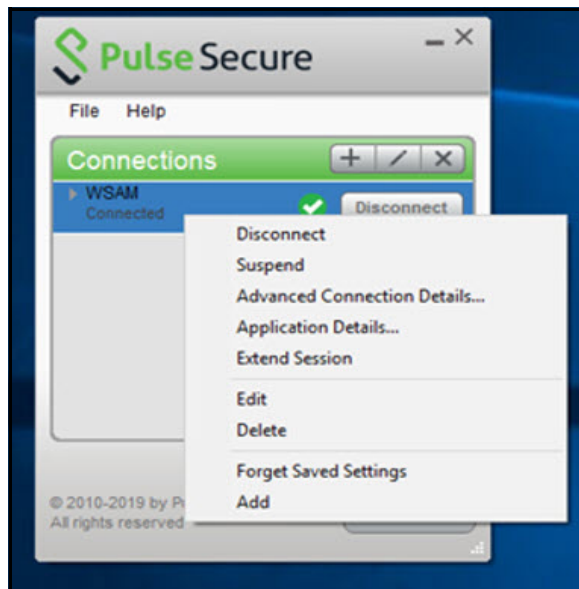 Pulse Secure
File Help
Connections
WSAM
Connected
Disconnect
Disconnect
Suspend
Advanced Connection Details...
Application Details...
Extend Session
Edit
Delete
Forget Saved Settings
Add
© 2010-2019 by
All rights reserved